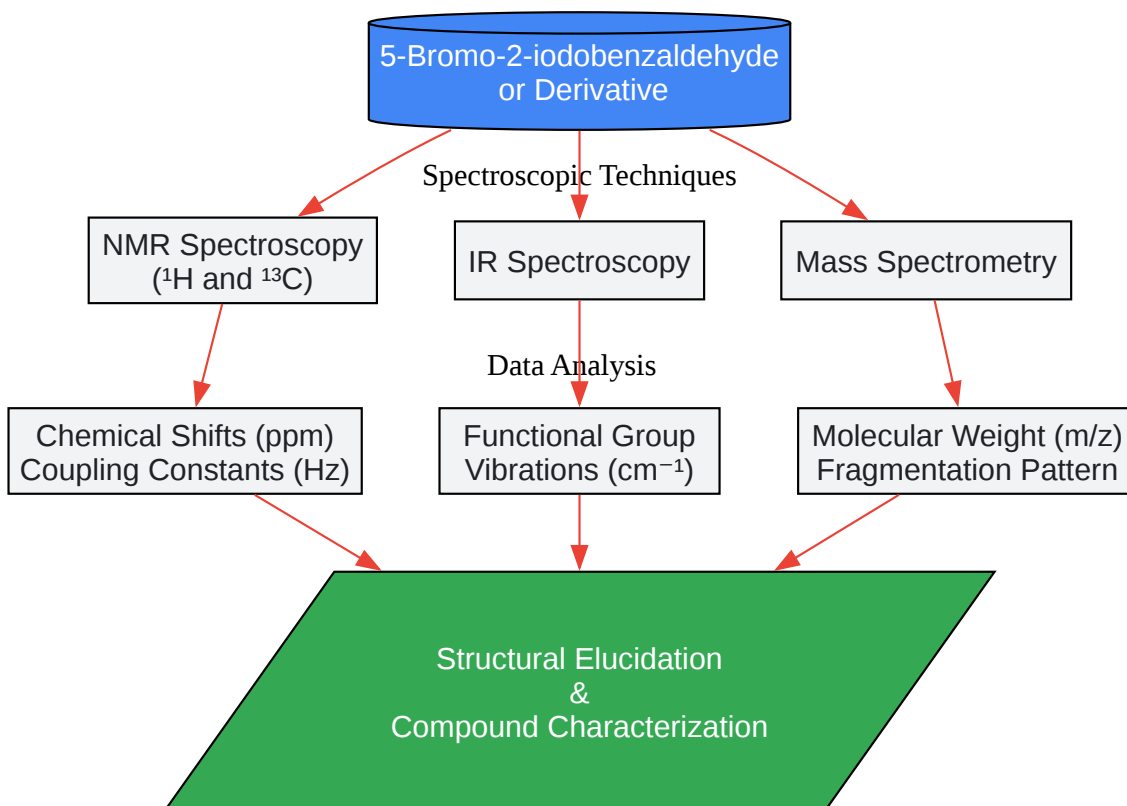 5-Bromo-2-iodobenzaldehyde
or Derivative
Spectroscopic Techniques
NMR Spectroscopy
(¹H and ¹³C)
IR Spectroscopy
Mass Spectrometry
Data Analysis
Chemical Shifts (ppm)
Coupling Constants (Hz)
Functional Group
Vibrations (cm⁻¹)
Molecular Weight (m/z)
Fragmentation Pattern
Structural Elucidation
&
Compound Characterization